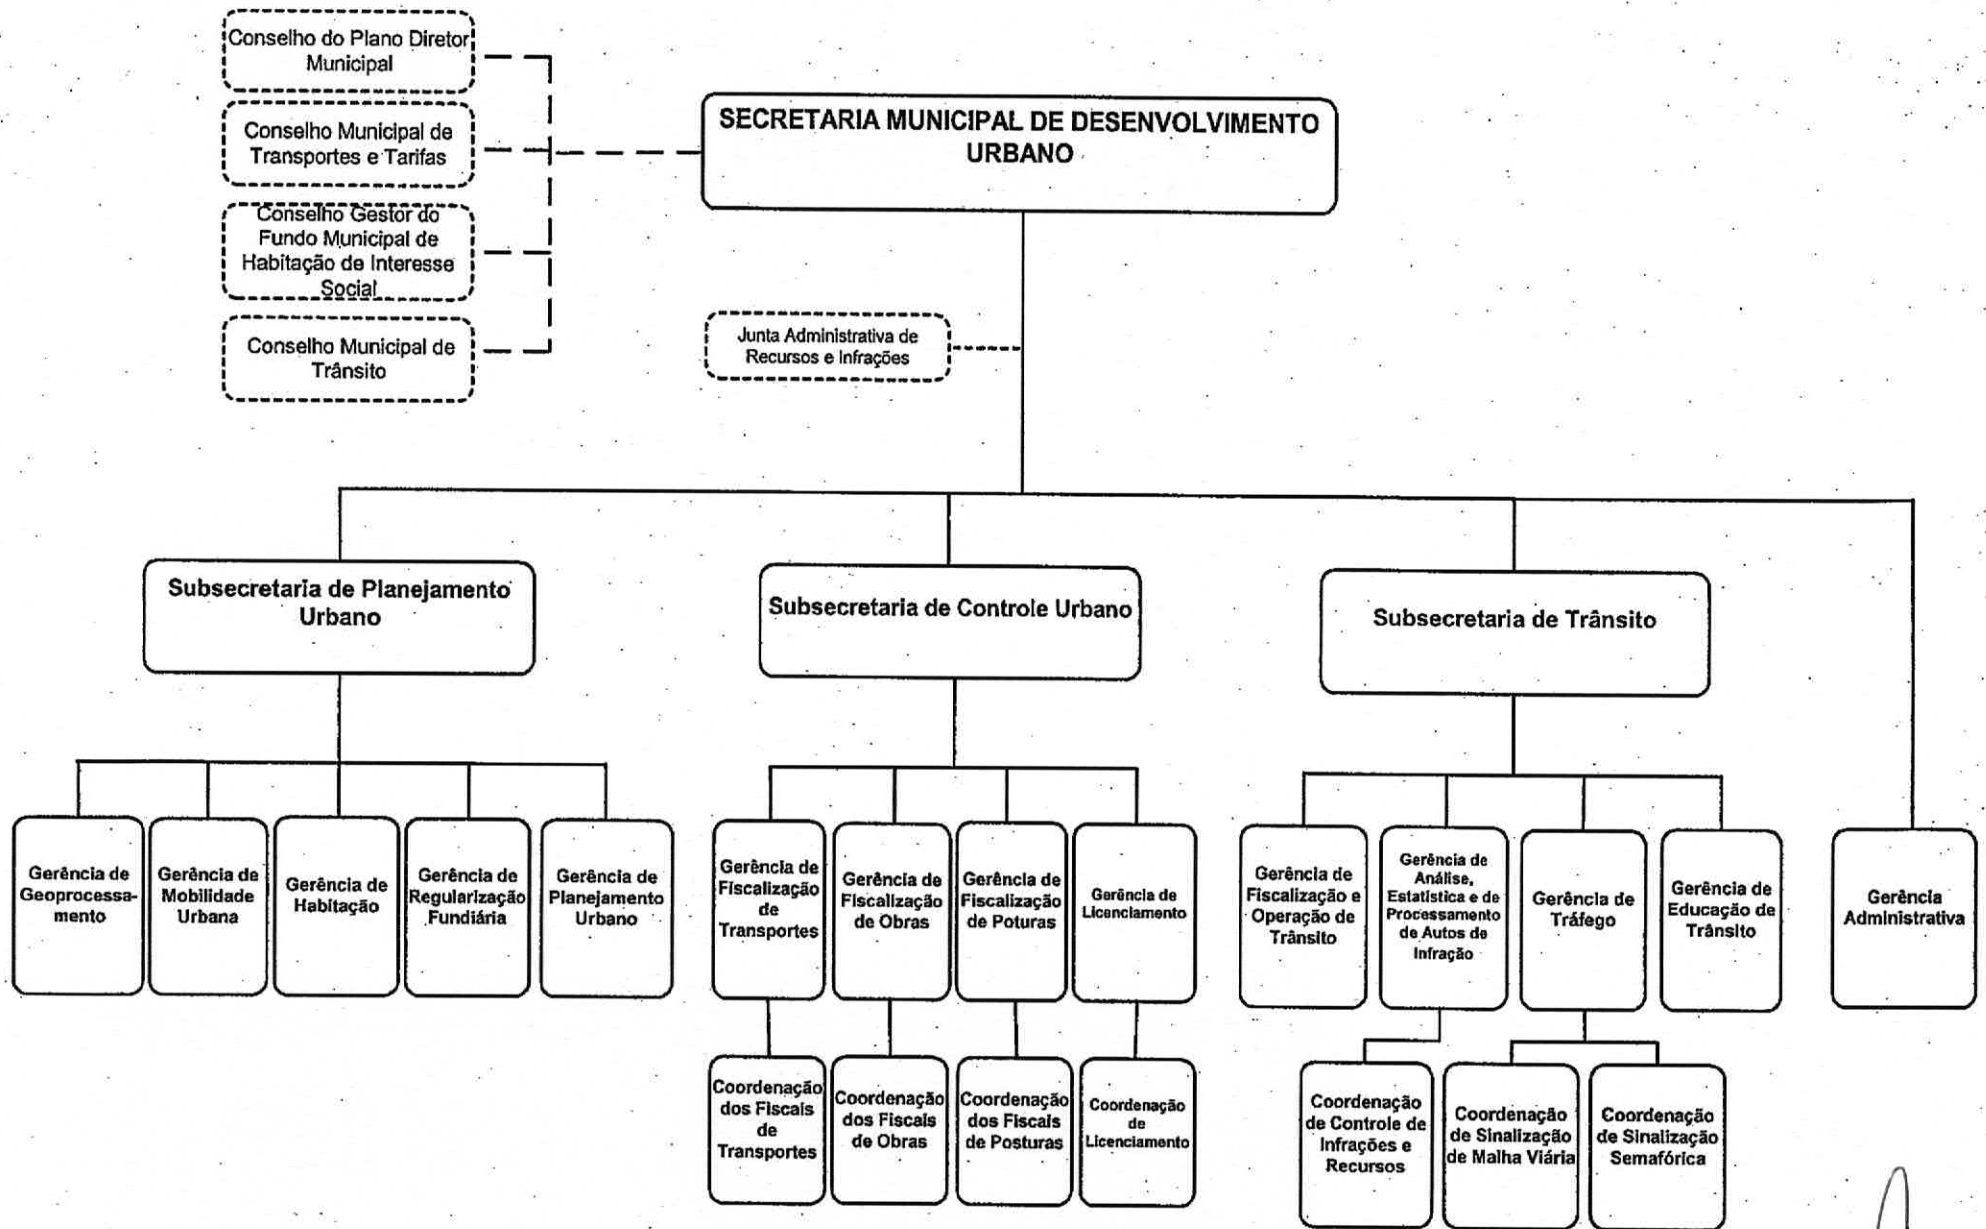 Conselho do Plano Diretor
Municipal
Conselho Municipal de
Transportes e Tarifas
Conselho Gestor do
Fundo Municipal de
Habitação de Interesse
Social
Conselho Municipal de
Trânsito
SECRETARIA MUNICIPAL DE DESENVOLVIMENTO
URBANO
Junta Administrativa de
Recursos e Infrações
Subsecretaria de Planejamento
Urbano
Subsecretaria de Controle Urbano
Subsecretaria de Trânsito
Gerência de
Geoprocessa-
mento
Gerência de
Mobilidade
Urbana
Gerência de
Habitação
Gerência de
Regularização
Fundiária
Gerência de
Planejamento
Urbano
Gerência de
Fiscalização
de
Transportes
Gerência de
Fiscalização
de Obras
Gerência de
Fiscalização
de Poturas
Gerência de
Licenciamento
Gerência de
Fiscalização e
Operação de
Trânsito
Gerência de
Análise,
Estatística e de
Processamento
de Autos de
Infração
Gerência de
Tráfego
Gerência de
Educação de
Trânsito
Gerência
Administrativa
Coordenação
dos Fiscais
de
Transportes
Coordenação
dos Fiscais
de Obras
Coordenação
dos Fiscais
de Posturas
Coordenação
de
Licenciamento
Coordenação
de Controle de
Infrações e
Recursos
Coordenação
de Sinalização
de Malha Viária
Coordenação
de Sinalização
Semafórica